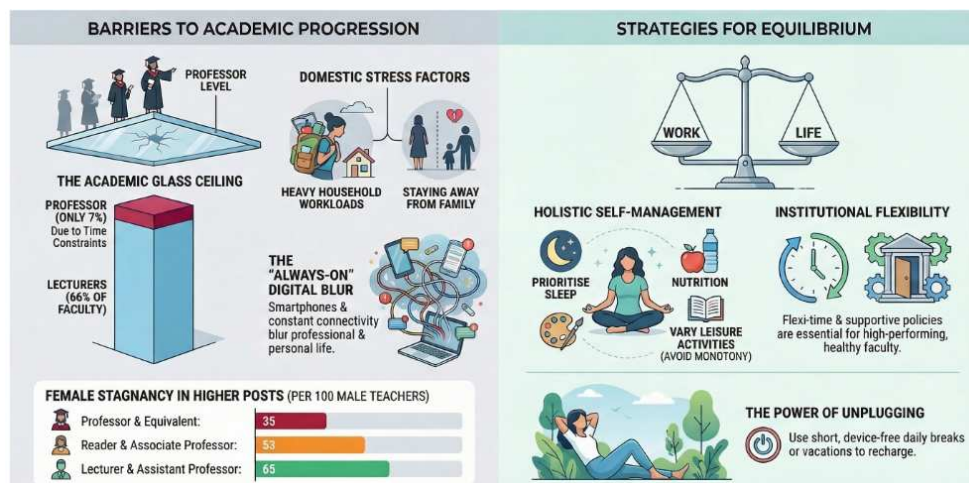 BARRIERS TO ACADEMIC PROGRESSION
PROFESSOR
LEVEL
THE ACADEMIC GLASS CEILING
PROFESSOR
(ONLY 7%)
Due to Time
Constraints
LECTURERS
(66% OF
FACULTY)
DOMESTIC STRESS FACTORS
HEAVY HOUSEHOLD
WORKLOADS
STAYING AWAY
FROM FAMILY
THE
"ALWAYS-ON"
DIGITAL BLUR
Smartphones &
constant connectivity
blur professional &
personal life.
FEMALE STAGNANCY IN HIGHER POSTS (PER 100 MALE TEACHERS)
Professor & Equivalent: 35
Reader & Associate Professor: 53
Lecturer & Assistant Professor: 65
STRATEGIES FOR EQUILIBRIUM
WORK
LIFE
HOLISTIC SELF-MANAGEMENT
PRIORITISE
SLEEP
NUTRITION
VARY LEISURE
ACTIVITIES
(AVOID MONOTONY)
INSTITUTIONAL FLEXIBILITY
Flexi-time & supportive policies
are essential for high-performing,
healthy faculty.
THE POWER OF UNPLUGGING
Use short, device-free daily breaks
or vacations to recharge.